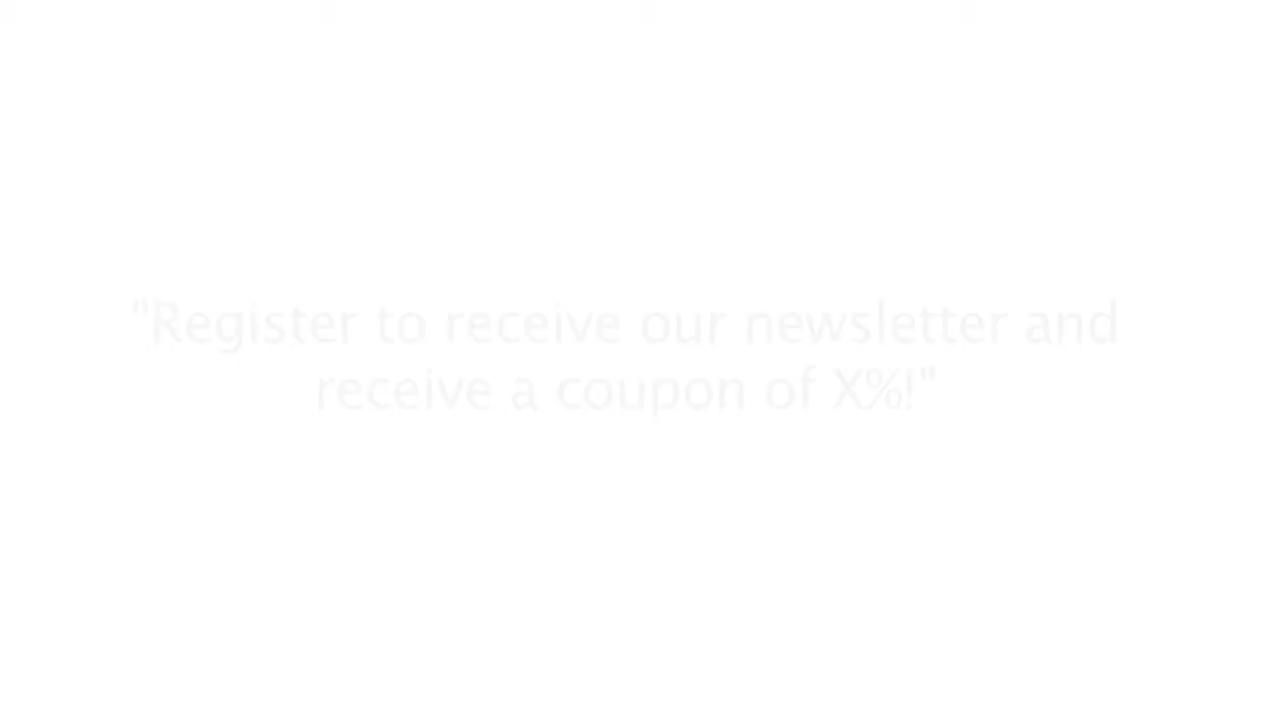 "Register to receive our newsletter and
receive a coupon of X%!"